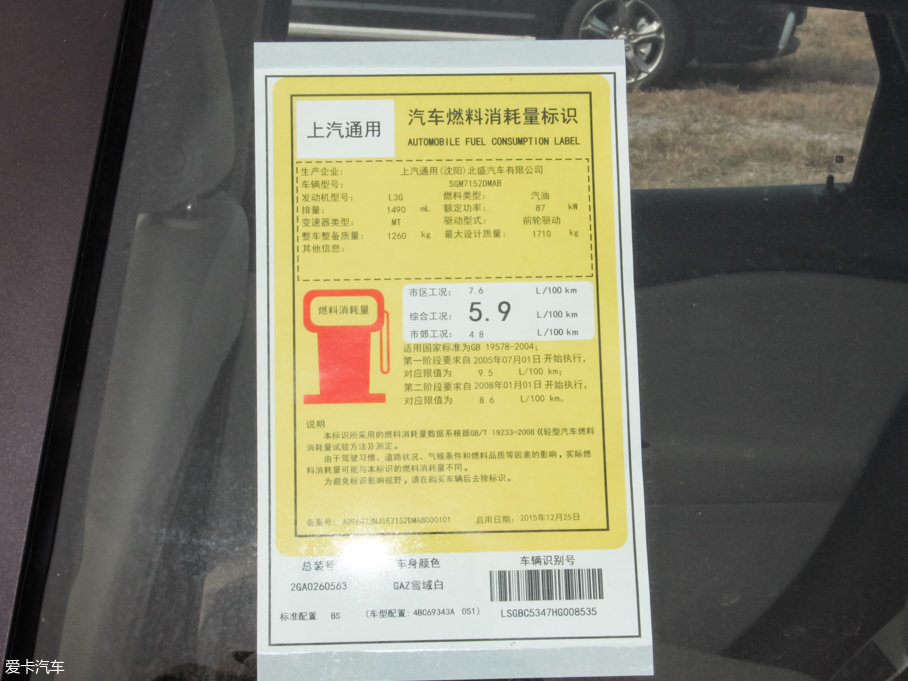 上汽通用
汽车燃料消耗量标识
AUTOMOBILE FUEL CONSUMPTION LABEL
生产企业: 上汽通用(沈阳)北盛汽车有限公司
车辆型号: SGM7152DMAB
发动机型号: L3G 燃料类型: 汽油
排量: 1490 mL 额定功率: 87 kW
变速器类型: MT 驱动型式: 前轮驱动
整车整备质量: 1260 kg 最大设计质量: 1710 kg
其他信息:
燃料消耗量
市区工况: 7.6 L/100 km
综合工况: 5.9 L/100 km
市郊工况: 4.8 L/100 km
适用国家标准为GB 19578-2004;
第一阶段要求自2005年07月01日开始执行,
对应限值为 9.5 L/100 km;
第二阶段要求自2008年01月01日开始执行,
对应限值为 8.6 L/100 km。
说明
本标识所采用的燃料消耗量数据系根据GB/T 19233-2008《轻型汽车燃料
消耗量试验方法》测定。
由于驾驶习惯、道路状况、气候条件和燃料品质等因素的影响,实际燃
料消耗量可能与本标识的燃料消耗量不同。
为避免标识影响视野,请在购买车辆后去除标识。
备案号: 启用日期: 2015年12月25日
总装号 车身颜色 车辆识别号
2GA0260563 GAZ雪域白
LSGBC5347HG008535
标准配置 BS (车型配置: 4BC69343A 0S1)
爱卡汽车